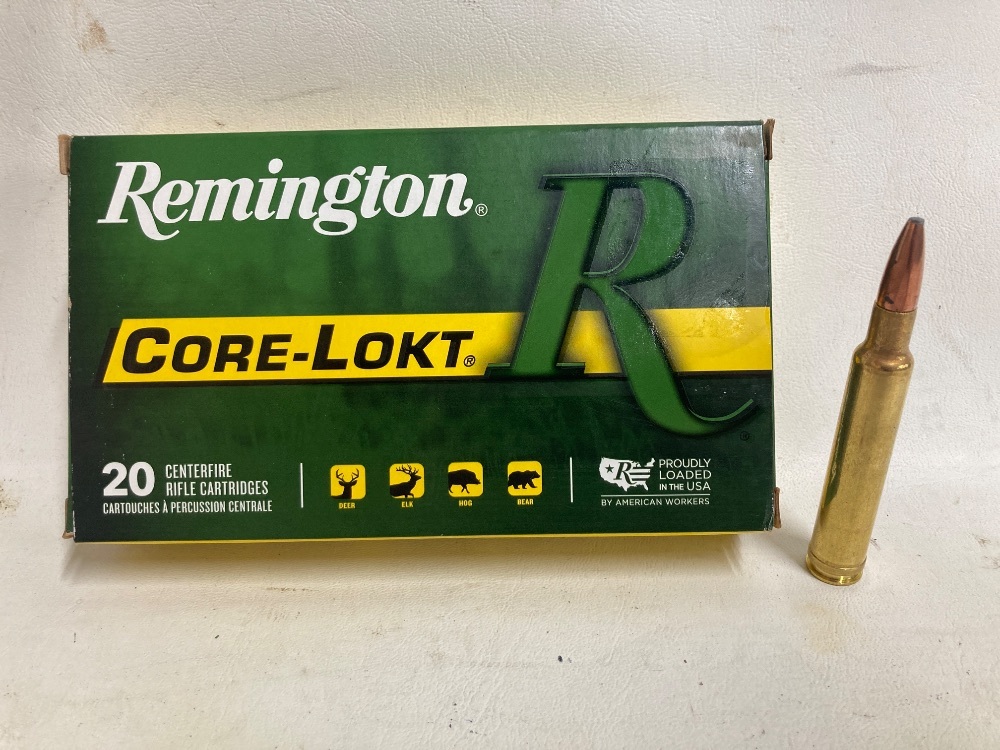 Remington®
CORE-LOKT®
R
20 CENTERFIRE
RIFLE CARTRIDGES
CARTOUCHES À PERCUSSION CENTRALE
DEER
ELK
HOG
BEAR
R
PROUDLY
LOADED
IN THE USA
BY AMERICAN WORKERS